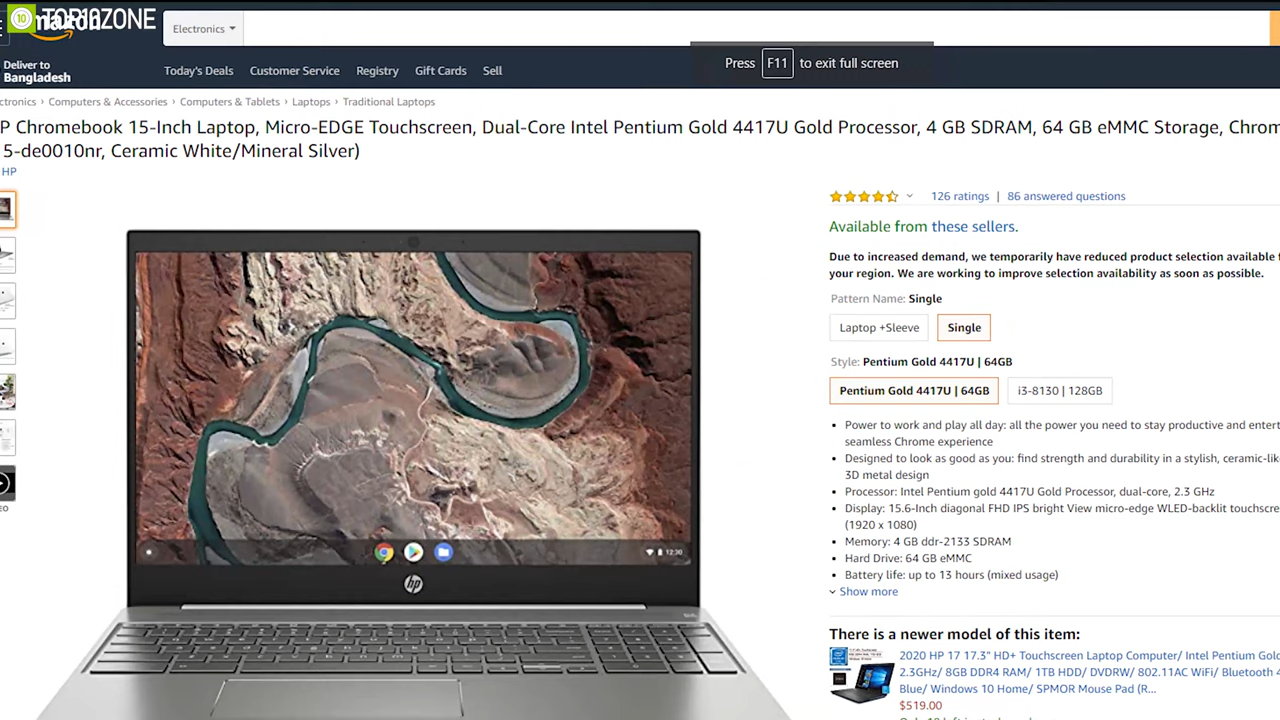 TOP10ZONE
10
Electronics
Press F11 to exit full screen
Deliver to
Bangladesh
Today's Deals Customer Service Registry Gift Cards Sell
ctronics › Computers & Accessories › Computers & Tablets › Laptops › Traditional Laptops
P Chromebook 15-Inch Laptop, Micro-EDGE Touchscreen, Dual-Core Intel Pentium Gold 4417U Gold Processor, 4 GB SDRAM, 64 GB eMMC Storage, Chrom
5-de0010nr, Ceramic White/Mineral Silver)
HP
126 ratings | 86 answered questions
Available from these sellers.
Due to increased demand, we temporarily have reduced product selection available f
your region. We are working to improve selection availability as soon as possible.
Pattern Name: Single
Laptop +Sleeve Single
Style: Pentium Gold 4417U | 64GB
Pentium Gold 4417U | 64GB i3-8130 | 128GB
Power to work and play all day: all the power you need to stay productive and entert
seamless Chrome experience
Designed to look as good as you: find strength and durability in a stylish, ceramic-lik
3D metal design
Processor: Intel Pentium gold 4417U Gold Processor, dual-core, 2.3 GHz
Display: 15.6-Inch diagonal FHD IPS bright View micro-edge WLED-backlit touchscre
(1920 x 1080)
Memory: 4 GB ddr-2133 SDRAM
Hard Drive: 64 GB eMMC
Battery life: up to 13 hours (mixed usage)
Show more
12:30
hp
There is a newer model of this item:
2020 HP 17 17.3" HD+ Touchscreen Laptop Computer/ Intel Pentium Gold
2.3GHz/ 8GB DDR4 RAM/ 1TB HDD/ DVDRW/ 802.11AC WiFi/ Bluetooth 4
Blue/ Windows 10 Home/ SPMOR Mouse Pad (R...
$519.00